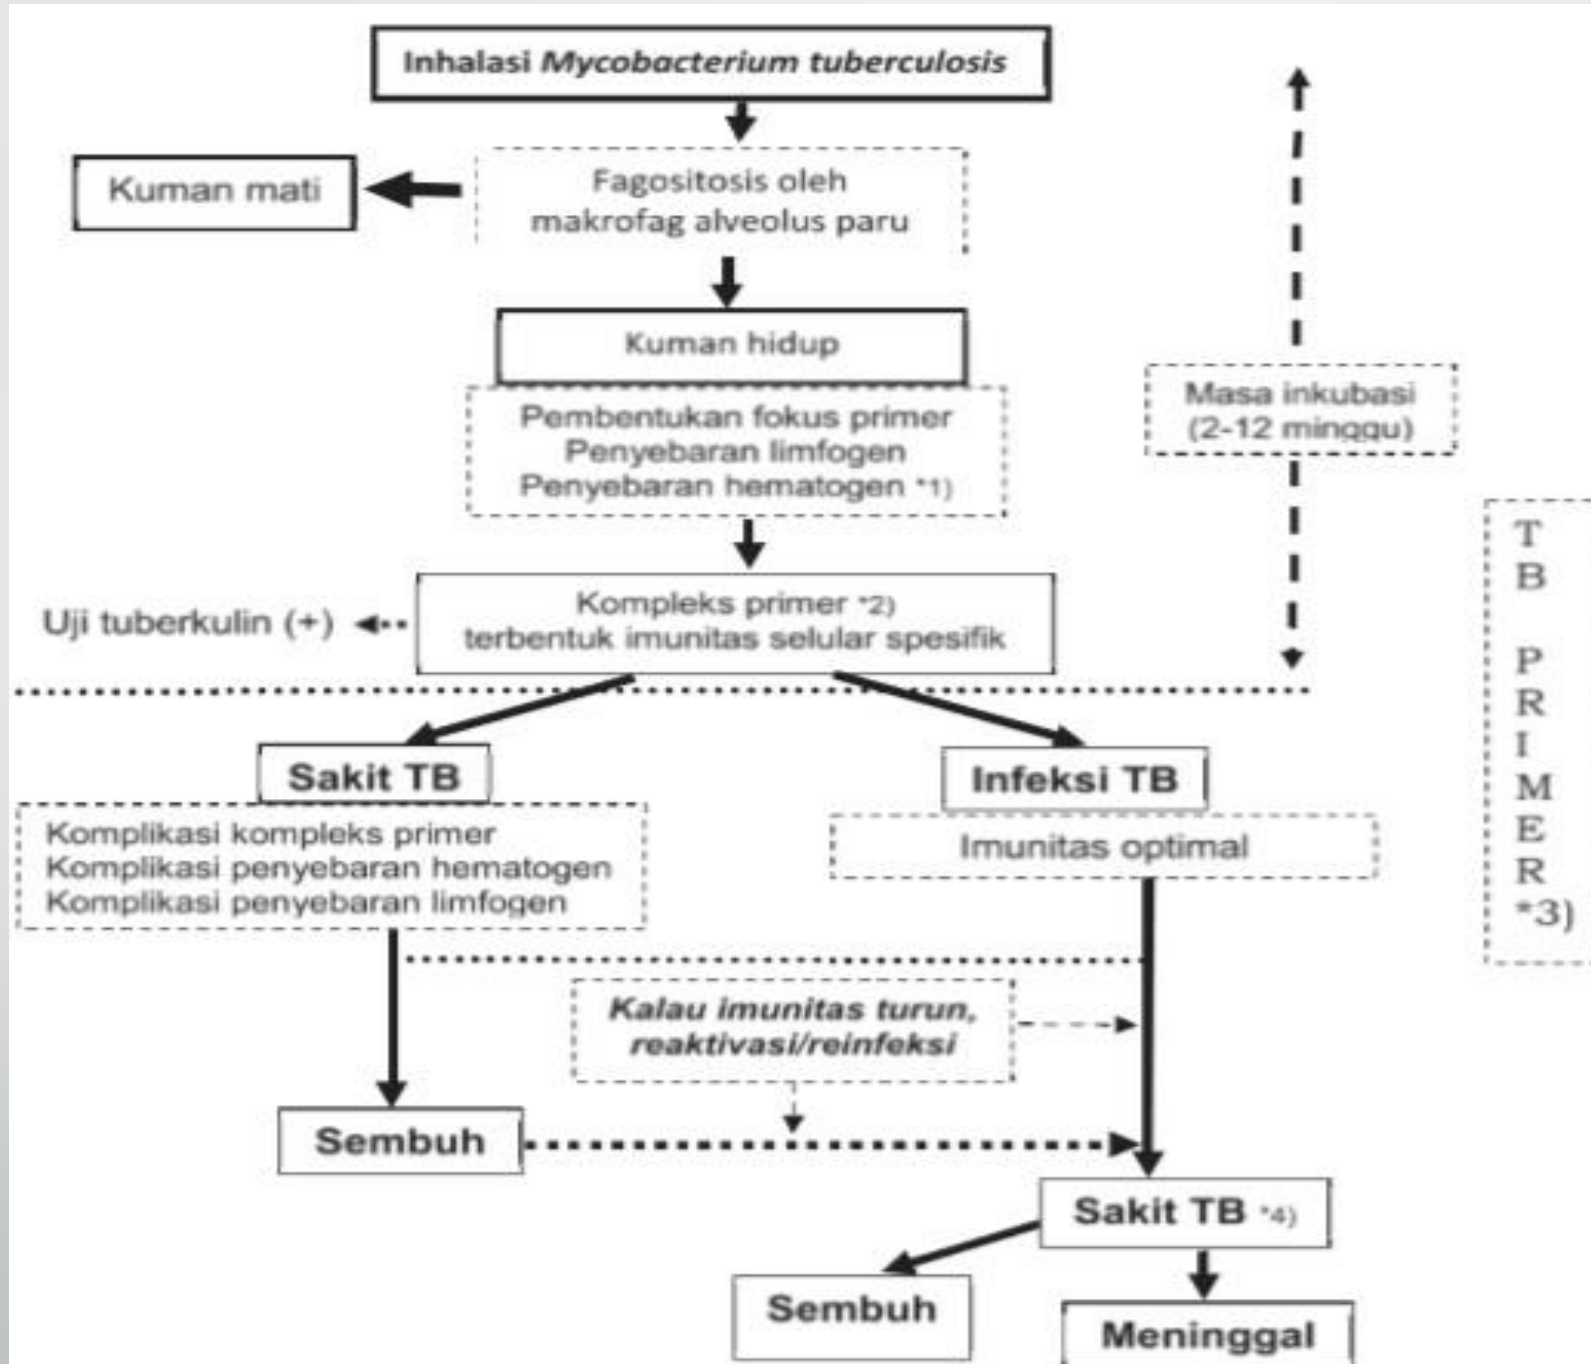 Inhalasi Mycobacterium tuberculosis
Kuman mati
Fagositosis oleh
makrofag alveolus paru
Kuman hidup
Pembentukan fokus primer
Penyebaran limfogen
Penyebaran hematogen *1)
Masa inkubasi
(2-12 minggu)
Uji tuberkulin (+)
Kompleks primer *2)
terbentuk imunitas selular spesifik
T
B
P
R
I
M
E
R
*3)
Sakit TB
Komplikasi kompleks primer
Komplikasi penyebaran hematogen
Komplikasi penyebaran limfogen
Infeksi TB
Imunitas optimal
Kalau imunitas turun,
reaktivasi/reinfeksi
Sembuh
Sakit TB *4)
Sembuh
Meninggal